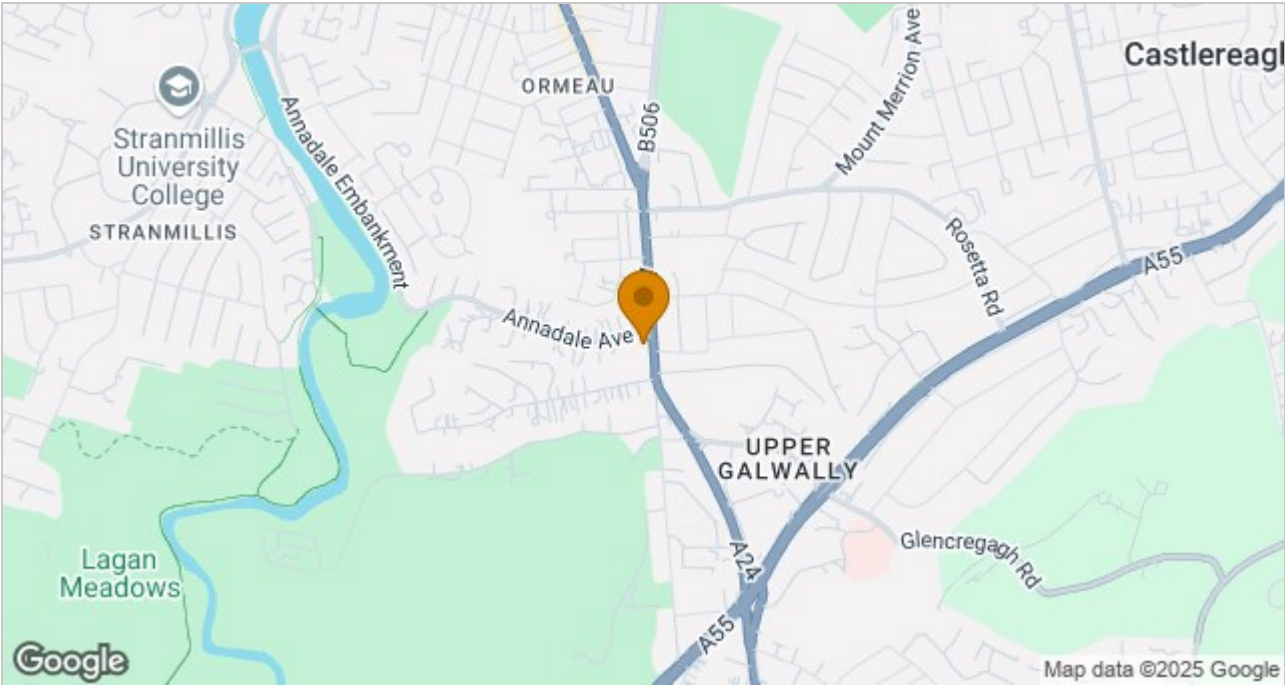 Castlereagh
Mount Merrion Ave
ORMEAU
B506
Annadale Embankment
Stranmillis
University
College
STRANMILLIS
Rosetta Rd
A55
Annadale Ave
UPPER
GALWALLY
Glencregagh Rd
A24
Lagan
Meadows
A55
Google
Map data ©2025 Google